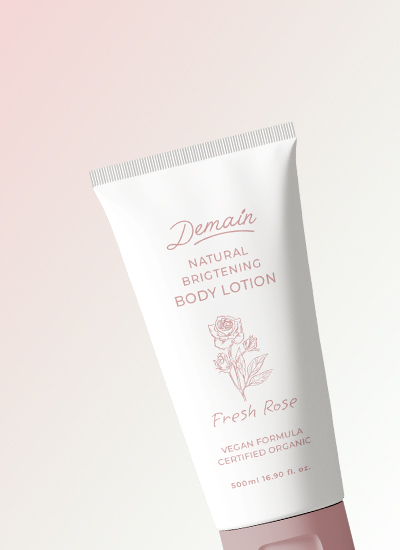 Demain
NATURAL
BRIGTENING
BODY LOTION
Fresh Rose
VEGAN FORMULA
CERTIFIED ORGANIC
500ml 16.90 fl. oz.